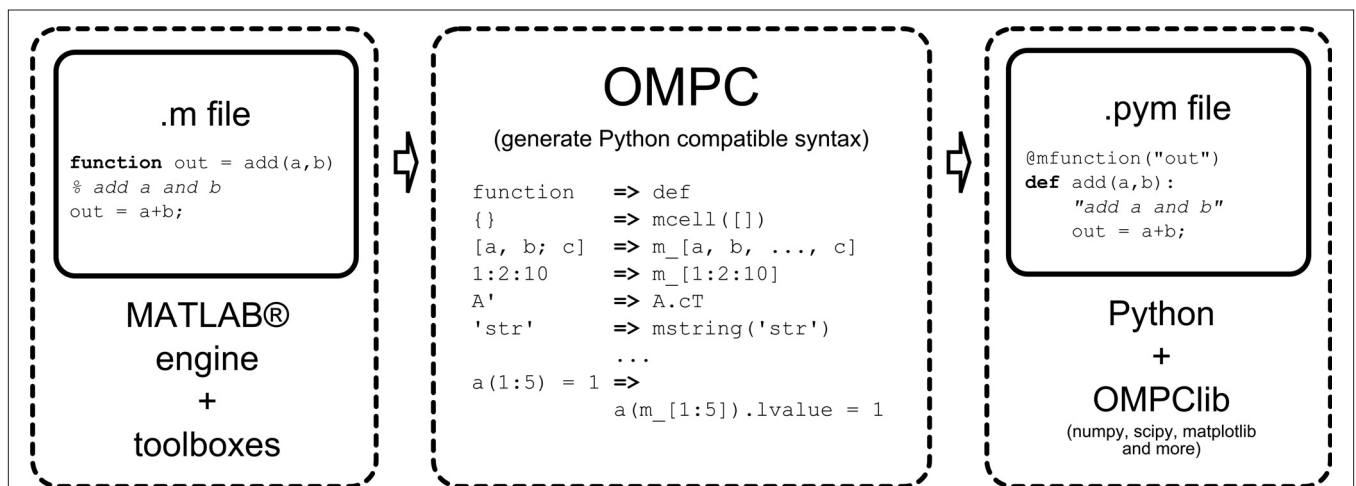 .m file
function out = add(a,b)
% add a and b
out = a+b;
MATLAB®
engine
+
toolboxes
OMPC
(generate Python compatible syntax)
function => def
{} => mcell([])
[a, b; c] => m_[a, b, ..., c]
1:2:10 => m_[1:2:10]
A' => A.cT
'str' => mstring('str')
...
a(1:5) = 1 =>
a(m_[1:5]).lvalue = 1
.pym file
@mfunction("out")
def add(a,b):
"add a and b"
out = a+b;
Python
+
OMPClib
(numpy, scipy, matplotlib
and more)